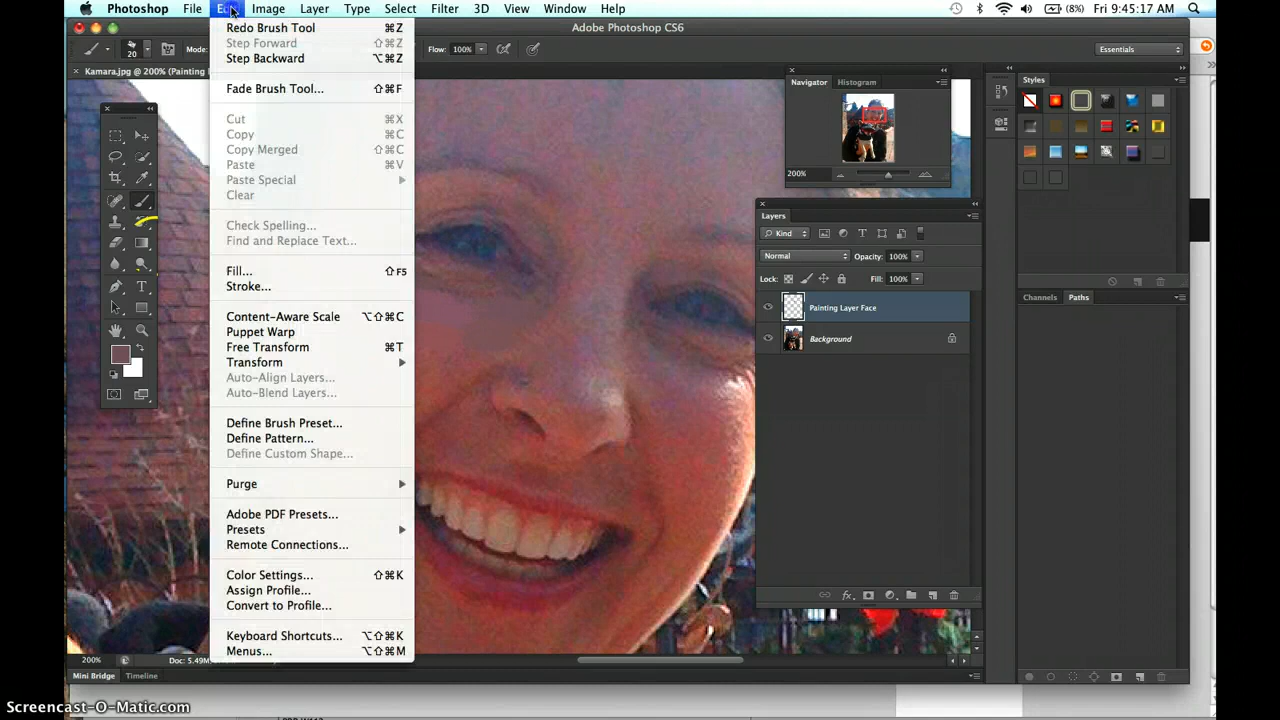 Photoshop File Edit Image Layer Type Select Filter 3D View Window Help (8%) Fri 9:45:17 AM
Adobe Photoshop CS6
20 Mode: Flow: 100% Essentials
Kamara.jpg @ 200% (Painting
Redo Brush Tool ⌘Z
Step Forward ⇧⌘Z
Step Backward ⌥⌘Z
Fade Brush Tool... ⇧⌘F
Cut ⌘X
Copy ⌘C
Copy Merged ⇧⌘C
Paste ⌘V
Paste Special
Clear
Check Spelling...
Find and Replace Text...
Fill... ⇧F5
Stroke...
Content-Aware Scale ⌥⇧⌘C
Puppet Warp
Free Transform ⌘T
Transform
Auto-Align Layers...
Auto-Blend Layers...
Define Brush Preset...
Define Pattern...
Define Custom Shape...
Purge
Adobe PDF Presets...
Presets
Remote Connections...
Color Settings... ⇧⌘K
Assign Profile...
Convert to Profile...
Keyboard Shortcuts... ⌥⇧⌘K
Menus... ⌥⇧⌘M
Navigator Histogram
200%
Layers
Kind
Normal Opacity: 100%
Lock: Fill: 100%
Painting Layer Face
Background
Styles
Channels Paths
200% Doc: 5.49M
Mini Bridge Timeline
Screencast-O-Matic.com